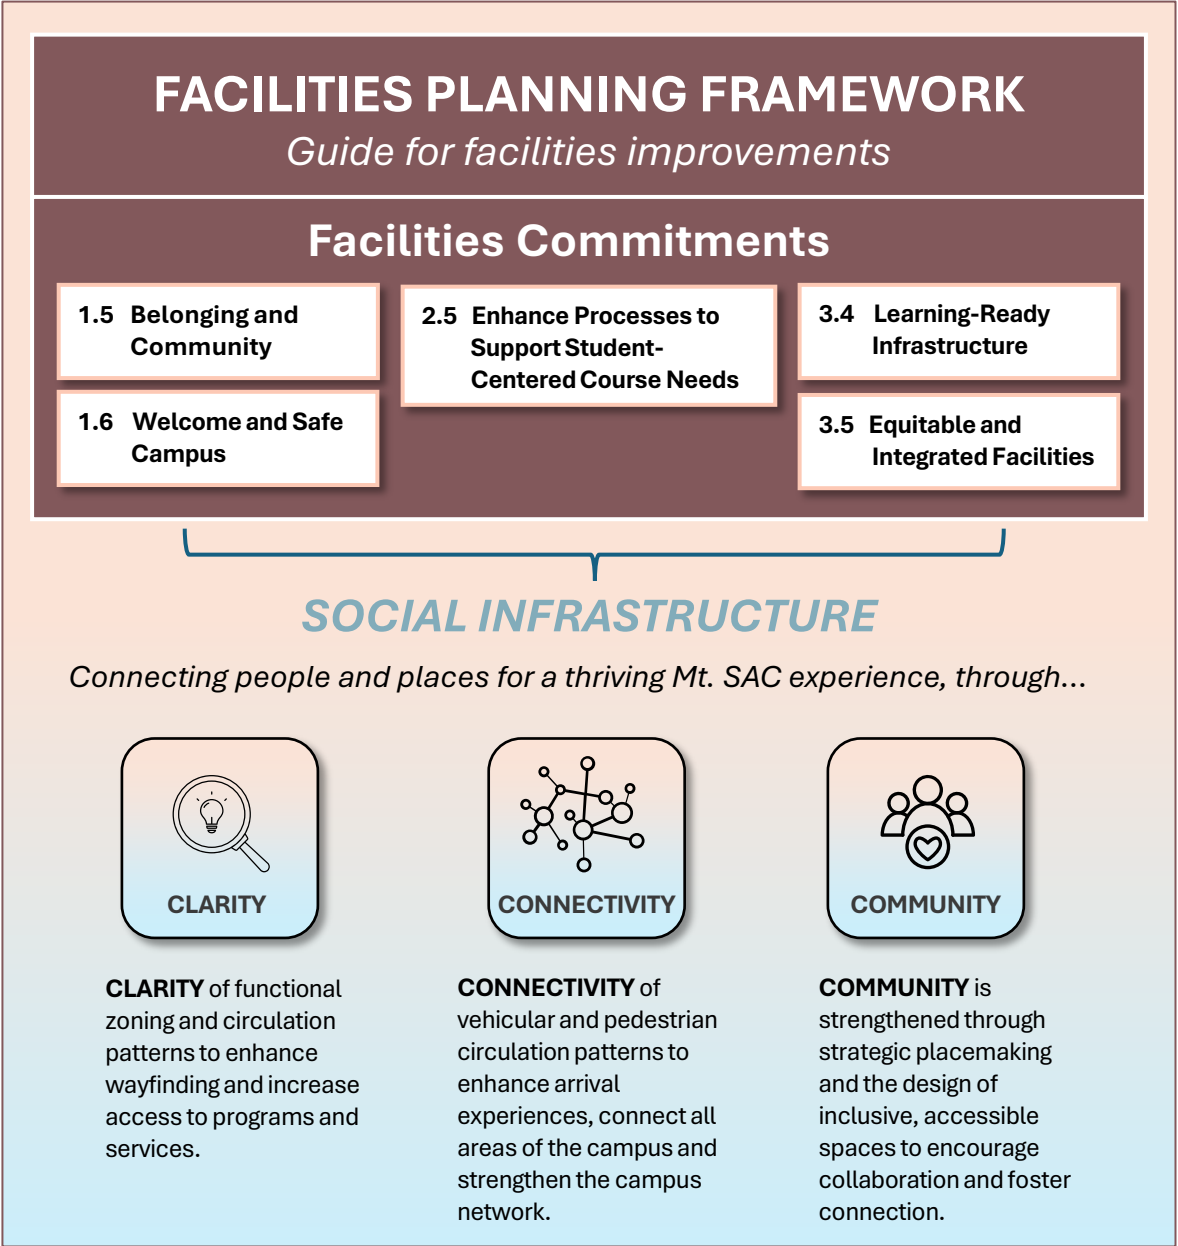 FACILITIES PLANNING FRAMEWORK
Guide for facilities improvements
Facilities Commitments
1.5 Belonging and
Community
1.6 Welcome and Safe
Campus
2.5 Enhance Processes to
Support Student-
Centered Course Needs
3.4 Learning-Ready
Infrastructure
3.5 Equitable and
Integrated Facilities
SOCIAL INFRASTRUCTURE
Connecting people and places for a thriving Mt. SAC experience, through...
CLARITY
CLARITY of functional
zoning and circulation
patterns to enhance
wayfinding and increase
access to programs and
services.
CONNECTIVITY
CONNECTIVITY of
vehicular and pedestrian
circulation patterns to
enhance arrival
experiences, connect all
areas of the campus and
strengthen the campus
network.
COMMUNITY
COMMUNITY is
strengthened through
strategic placemaking
and the design of
inclusive, accessible
spaces to encourage
collaboration and foster
connection.